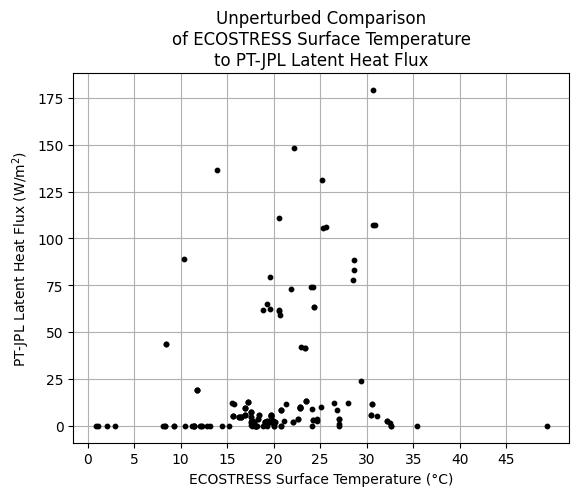 Unperturbed Comparison
of ECOSTRESS Surface Temperature
to PT-JPL Latent Heat Flux
175
150
125
100
75
50
25
0
PT-JPL Latent Heat Flux (W/m²)
0 5 10 15 20 25 30 35 40 45
ECOSTRESS Surface Temperature (°C)